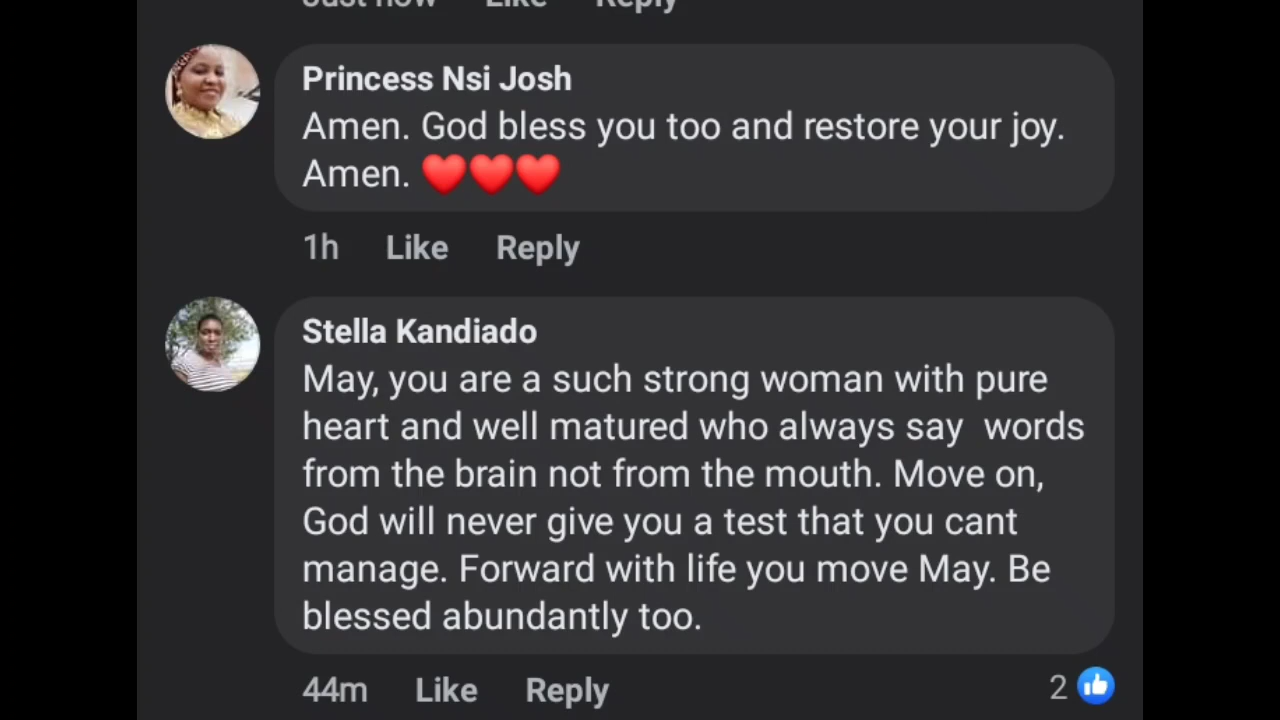 Just now Like Reply
Princess Nsi Josh
Amen. God bless you too and restore your joy.
Amen. ❤️❤️❤️
1h Like Reply
Stella Kandiado
May, you are a such strong woman with pure
heart and well matured who always say  words
from the brain not from the mouth. Move on,
God will never give you a test that you cant
manage. Forward with life you move May. Be
blessed abundantly too.
44m Like Reply 2